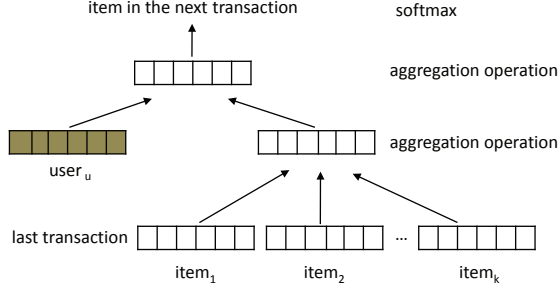 item in the next transaction softmax
aggregation operation
aggregation operation
user u
last transaction ...
item1 item2 itemk